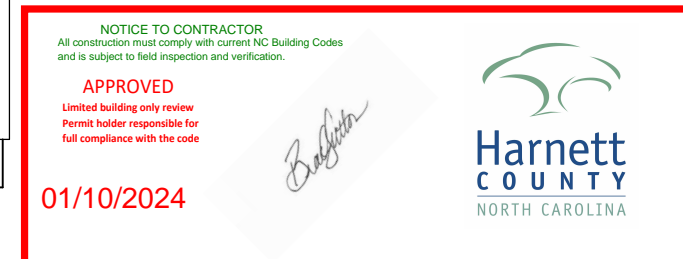 NOTICE TO CONTRACTOR
All construction must comply with current NC Building Codes
and is subject to field inspection and verification.
APPROVED
Limited building only review
Permit holder responsible for
full compliance with the code
01/10/2024
Harnett
COUNTY
NORTH CAROLINA